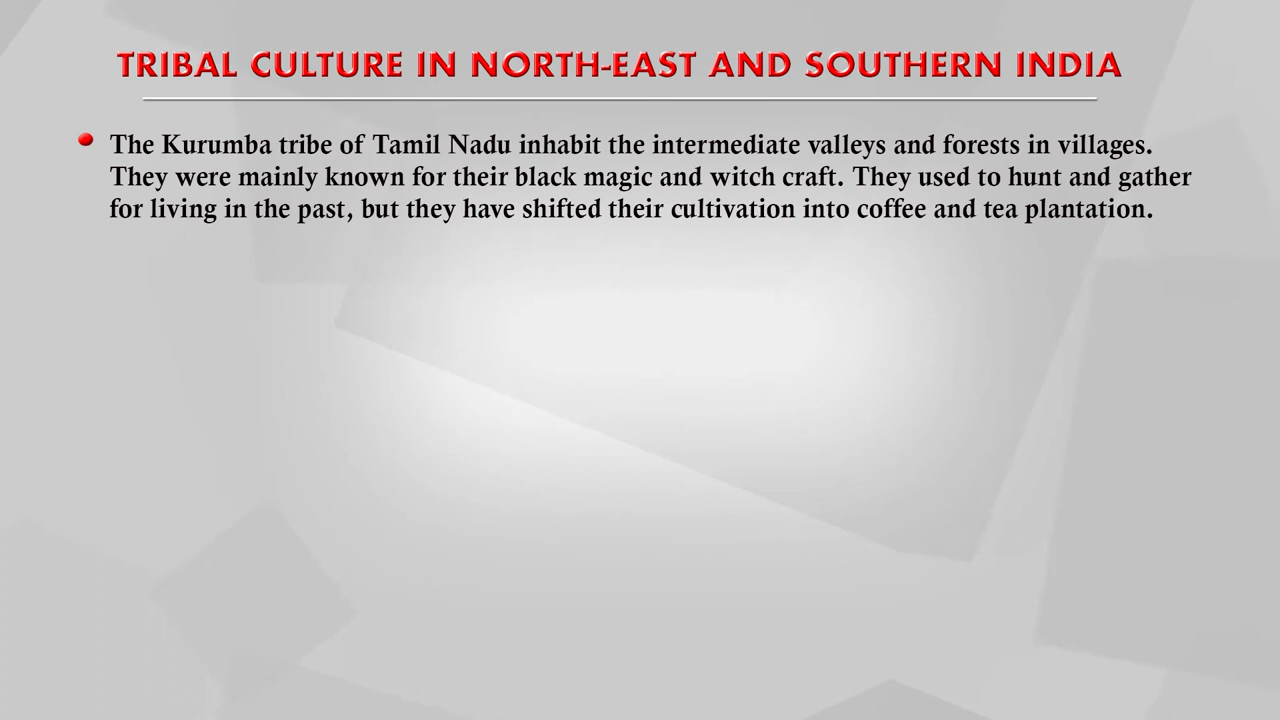 TRIBAL CULTURE IN NORTH-EAST AND SOUTHERN INDIA
The Kurumba tribe of Tamil Nadu inhabit the intermediate valleys and forests in villages.
They were mainly known for their black magic and witch craft. They used to hunt and gather
for living in the past, but they have shifted their cultivation into coffee and tea plantation.